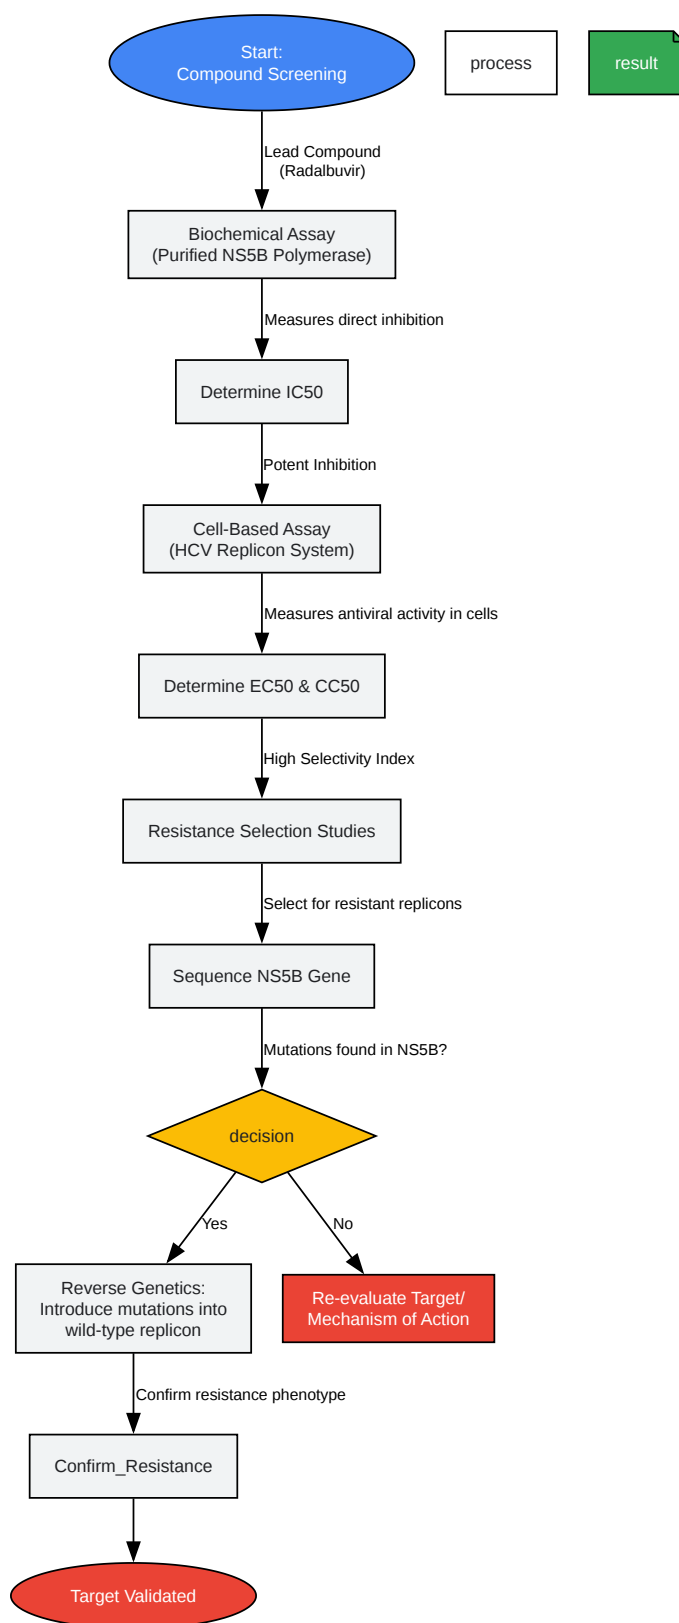 Start:
Compound Screening
process
result
Lead Compound
(Radalbuvir)
Biochemical Assay
(Purified NS5B Polymerase)
Measures direct inhibition
Determine IC50
Potent Inhibition
Cell-Based Assay
(HCV Replicon System)
Measures antiviral activity in cells
Determine EC50 & CC50
High Selectivity Index
Resistance Selection Studies
Select for resistant replicons
Sequence NS5B Gene
Mutations found in NS5B?
decision
Yes
No
Reverse Genetics:
Introduce mutations into
wild-type replicon
Re-evaluate Target/
Mechanism of Action
Confirm resistance phenotype
Confirm_Resistance
Target Validated